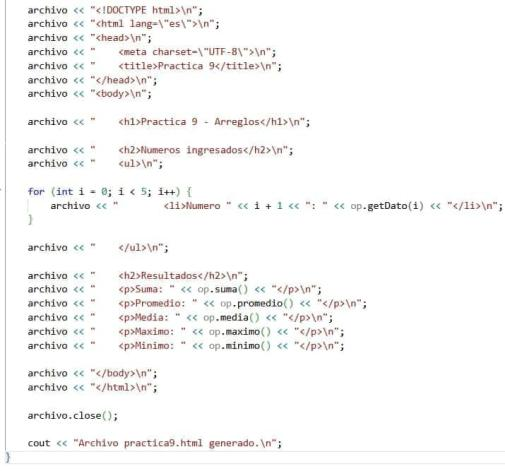 archivo << "<!DOCTYPE html>\n";
archivo << "<html lang=\"es\">\n";
archivo << "<head>\n";
archivo << "    <meta charset=\"UTF-8\">\n";
archivo << "    <title>Practica 9</title>\n";
archivo << "</head>\n";
archivo << "<body>\n";
archivo << "    <h1>Practica 9 - Arreglos</h1>\n";
archivo << "    <h2>Numeros ingresados</h2>\n";
archivo << "    <ul>\n";
for (int i = 0; i < 5; i++) {
    archivo << "        <li>Numero " << i + 1 << ": " << op.getDato(i) << "</li>\n";
}
archivo << "    </ul>\n";
archivo << "    <h2>Resultados</h2>\n";
archivo << "    <p>Suma: " << op.suma() << "</p>\n";
archivo << "    <p>Promedio: " << op.promedio() << "</p>\n";
archivo << "    <p>Media: " << op.media() << "</p>\n";
archivo << "    <p>Maximo: " << op.maximo() << "</p>\n";
archivo << "    <p>Minimo: " << op.minimo() << "</p>\n";
archivo << "</body>\n";
archivo << "</html>\n";
archivo.close();
cout << "Archivo practica9.html generado.\n";
}